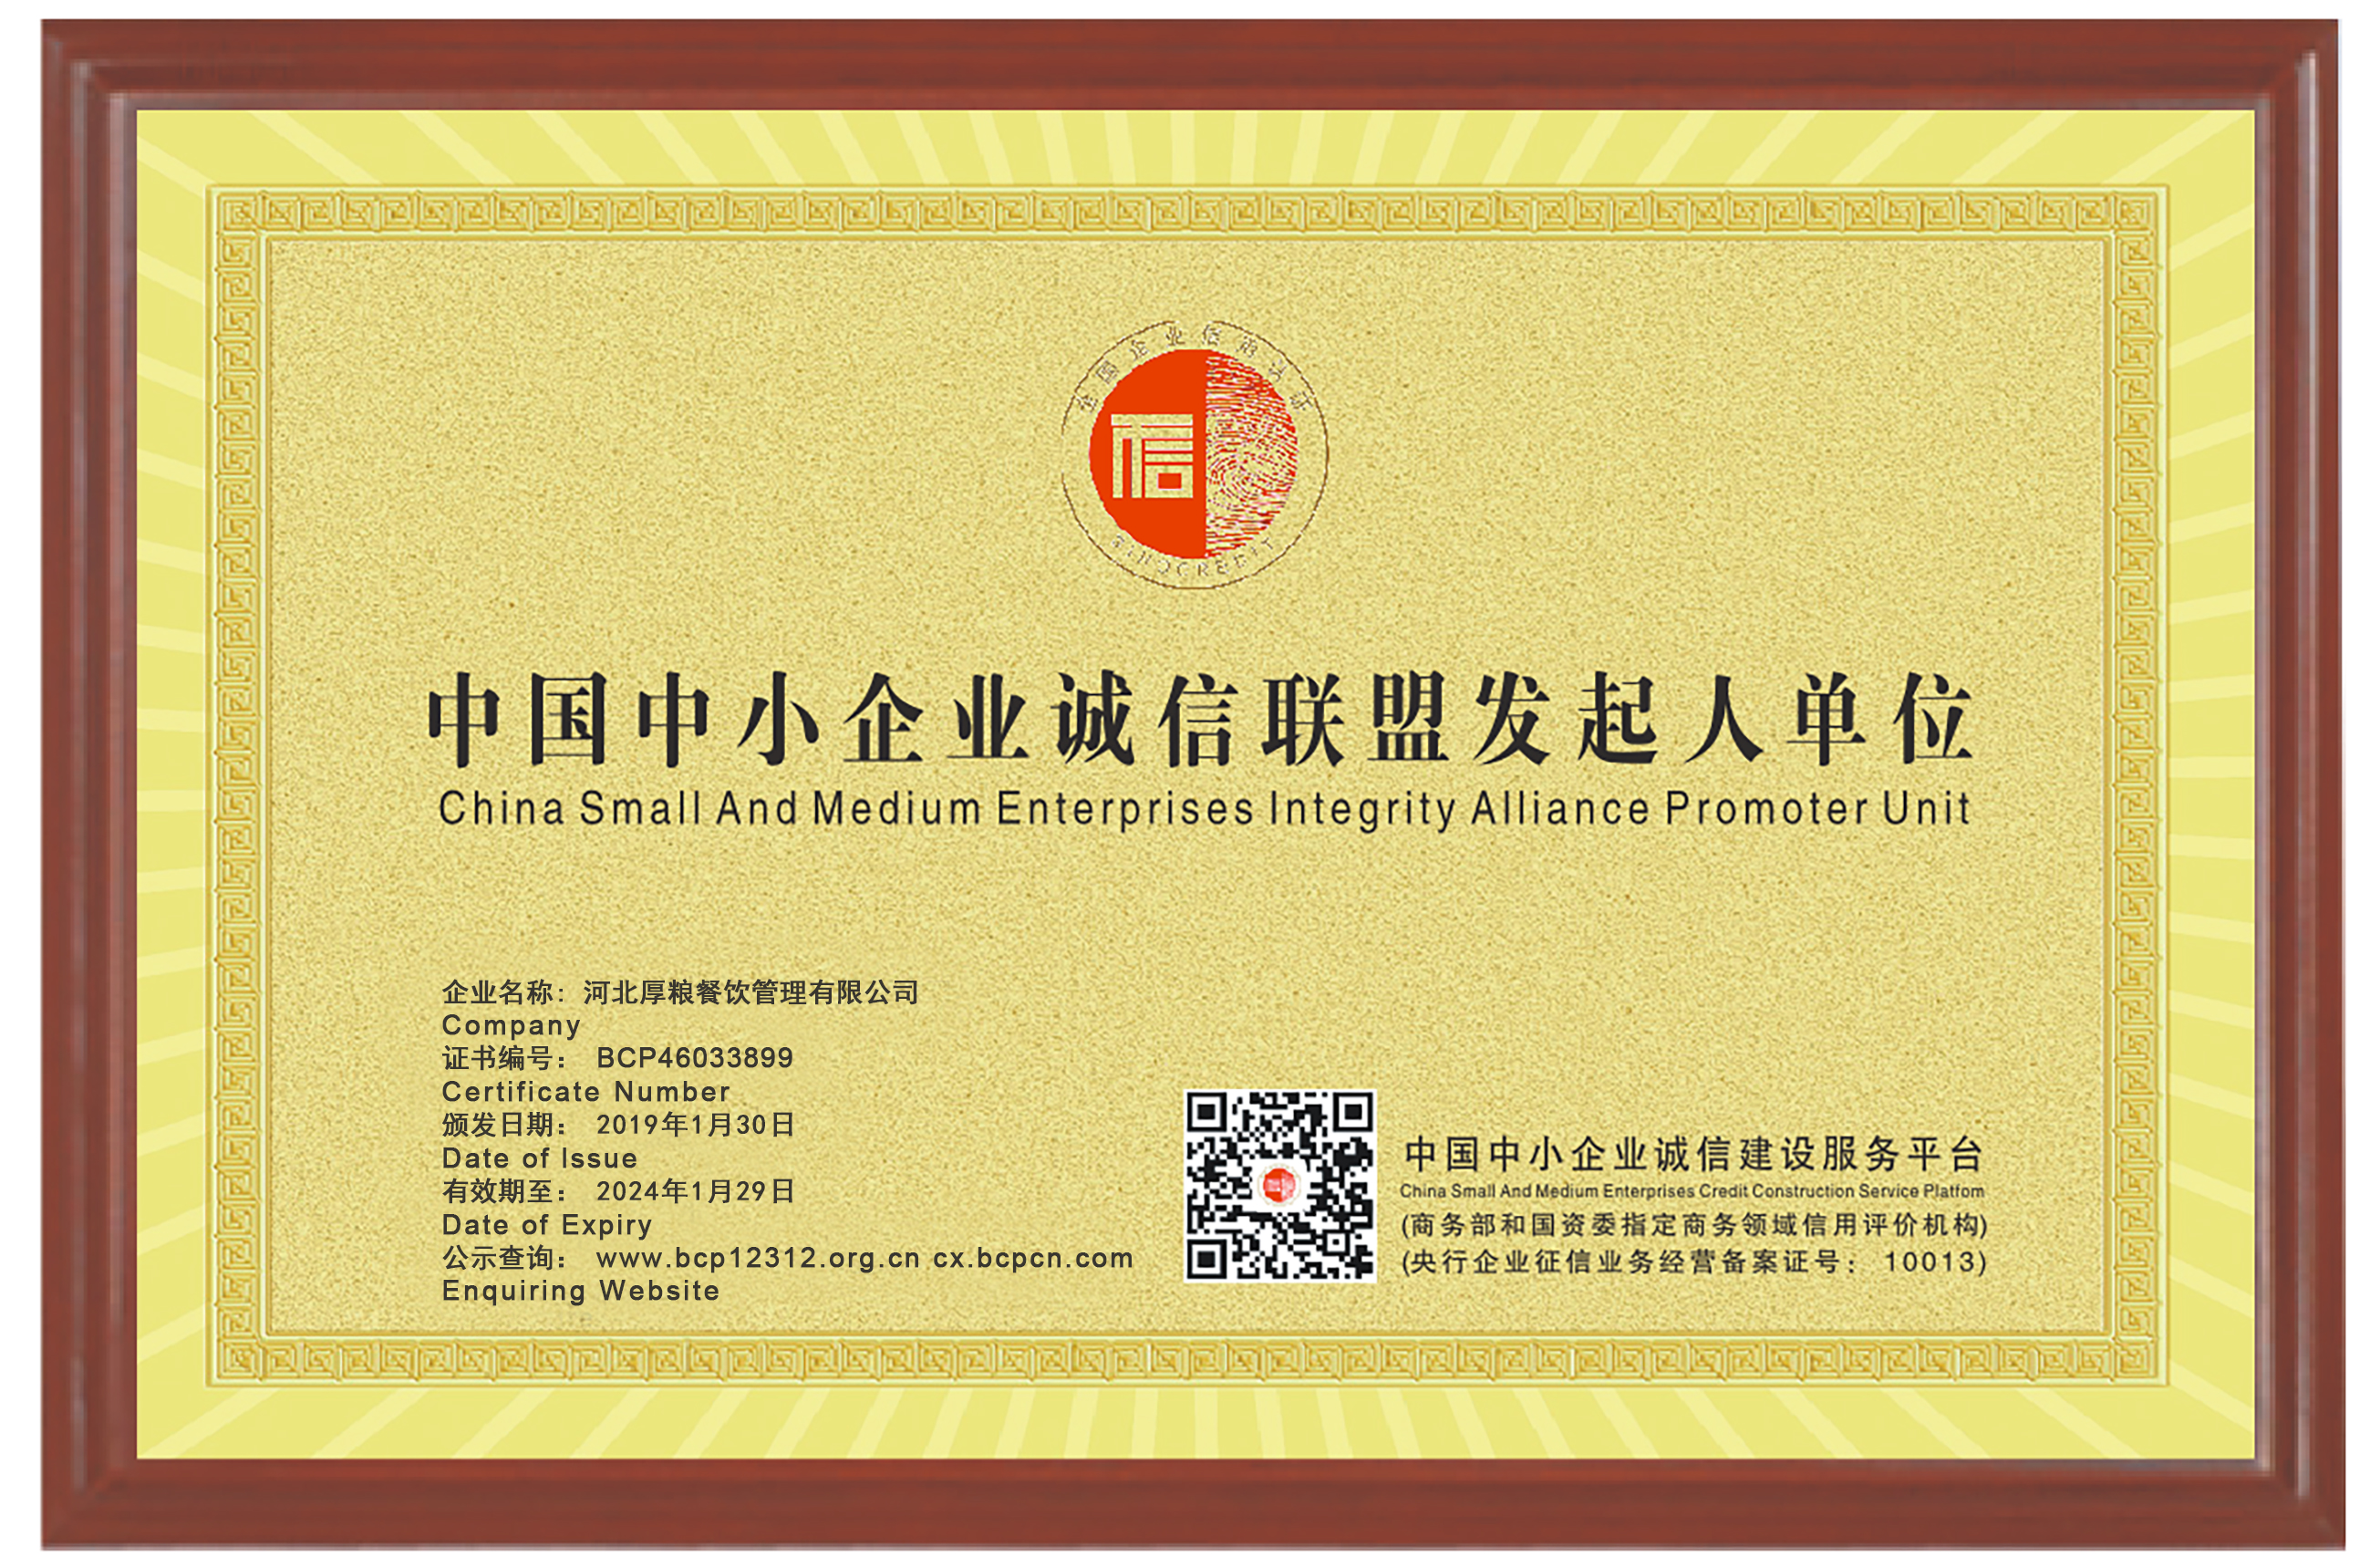 全国企业信用认证
SINOCREDIT
信
中国中小企业诚信联盟发起人单位
China Small And Medium Enterprises Integrity Alliance Promoter Unit
企业名称：河北厚粮餐饮管理有限公司
Company
证书编号： BCP46033899
Certificate Number
颁发日期： 2019年1月30日
Date of Issue
有效期至： 2024年1月29日
Date of Expiry
公示查询： www.bcp12312.org.cn cx.bcpcn.com
Enquiring Website
中国中小企业诚信建设服务平台
China Small And Medium Enterprises Credit Construction Service Platfom
(商务部和国资委指定商务领域信用评价机构)
(央行企业征信业务经营备案证号： 10013)